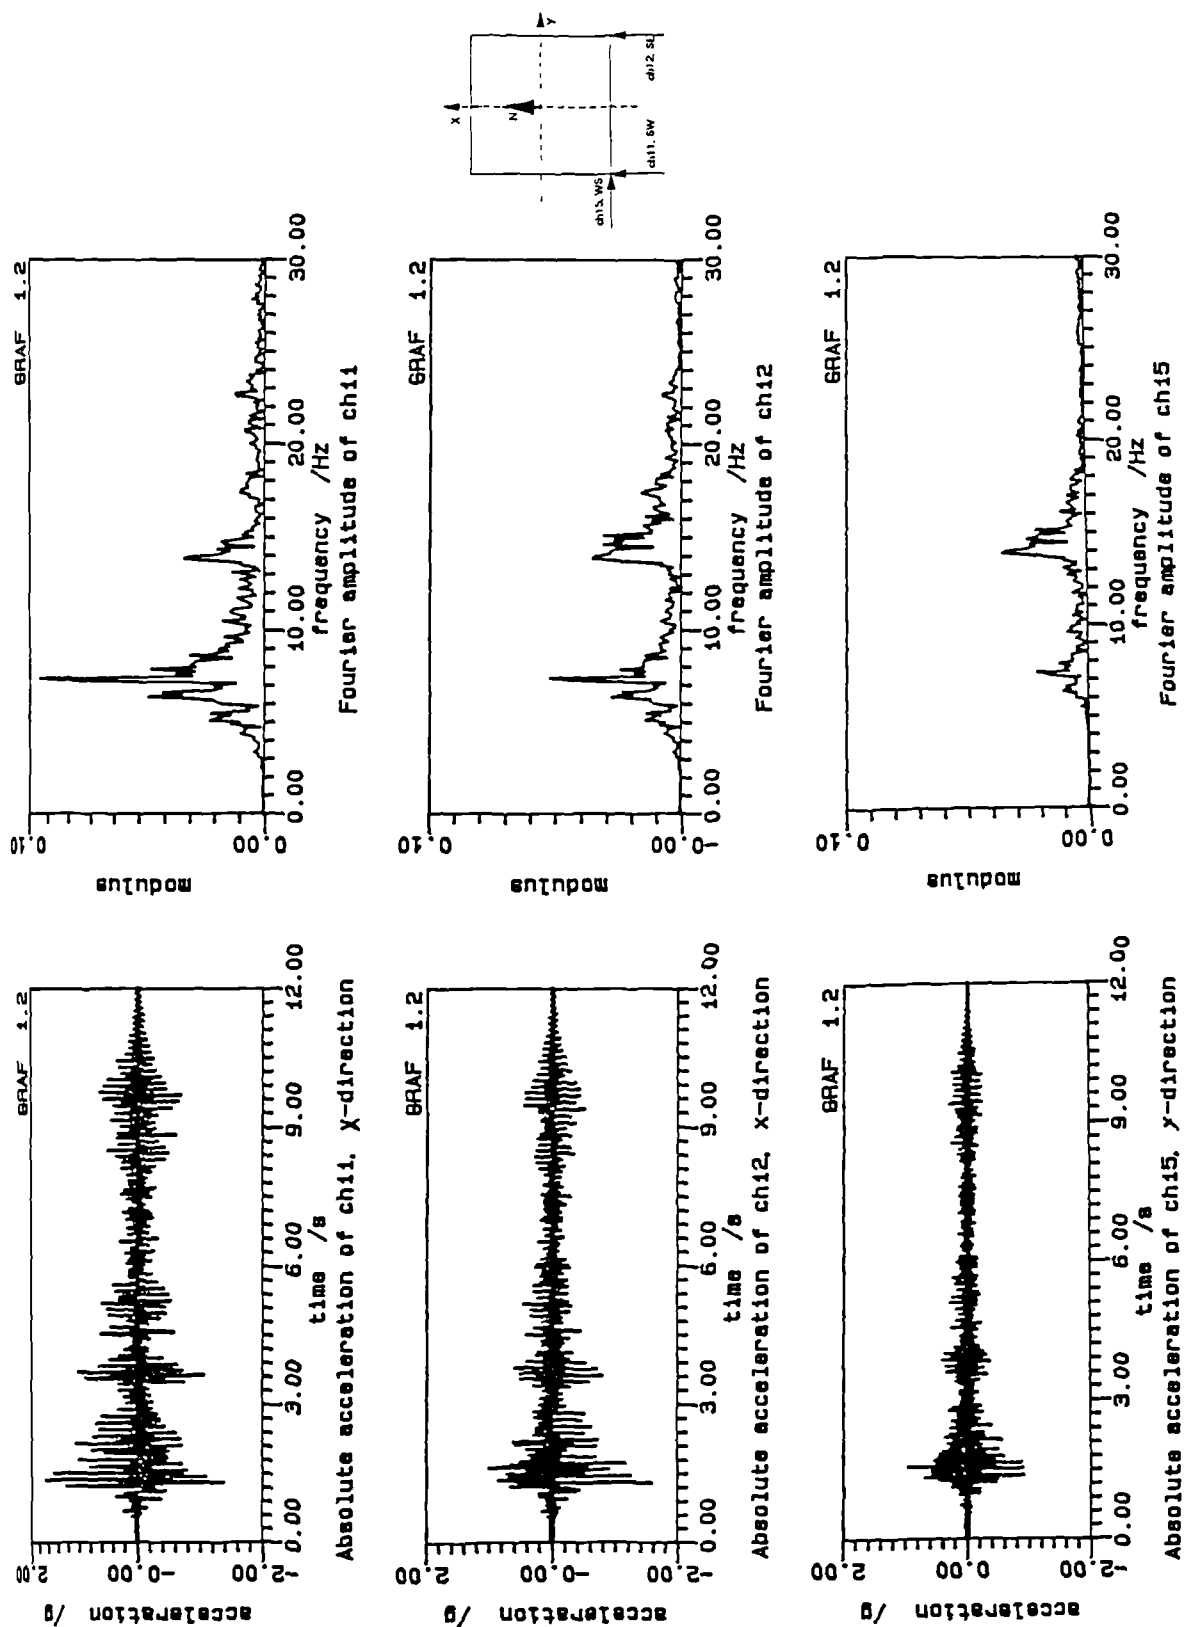 GRAF 1.2
acceleration /g
2.00
-0.00
-2.00
0.00 3.00 6.00 9.00 12.00
time /s
Absolute acceleration of ch11, X-direction
GRAF 1.2
modulus
0.10
0.00
0.00 10.00 20.00 30.00
frequency /Hz
Fourier amplitude of ch11
GRAF 1.2
acceleration /g
2.00
-0.00
-2.00
0.00 3.00 6.00 9.00 12.00
time /s
Absolute acceleration of ch12, x-direction
GRAF 1.2
modulus
0.10
-0.00
0.00 10.00 20.00 30.00
frequency /Hz
Fourier amplitude of ch12
X
Y
N
ch15, WS
ch11, SW
ch12, SE
GRAF 1.2
acceleration /g
2.00
0.00
-2.00
0.00 3.00 6.00 9.00 12.00
time /s
Absolute acceleration of ch15, y-direction
GRAF 1.2
modulus
0.10
0.00
0.00 10.00 20.00 30.00
frequency /Hz
Fourier amplitude of ch15